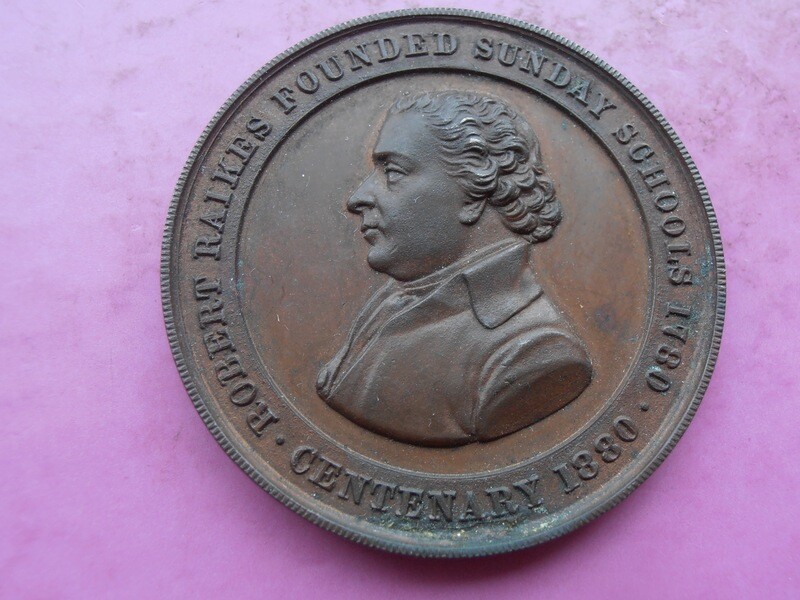 ROBERT RAIKES FOUNDED SUNDAY SCHOOLS 1780
· CENTENARY 1880 ·